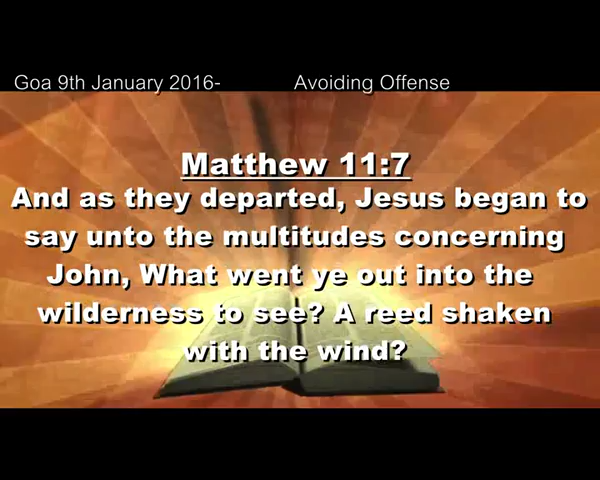 Goa 9th January 2016- Avoiding Offense
Matthew 11:7
And as they departed, Jesus began to
say unto the multitudes concerning
John, What went ye out into the
wilderness to see? A reed shaken
with the wind?